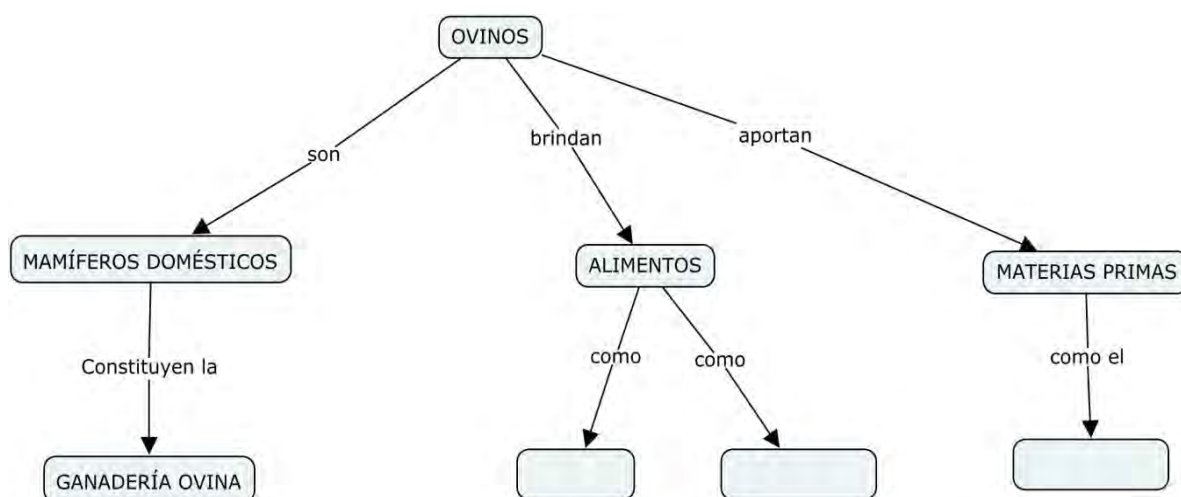 OVINOS
son
brindan
aportan
MAMÍFEROS DOMÉSTICOS
ALIMENTOS
MATERIAS PRIMAS
Constituyen la
como
como
como el
GANADERÍA OVINA